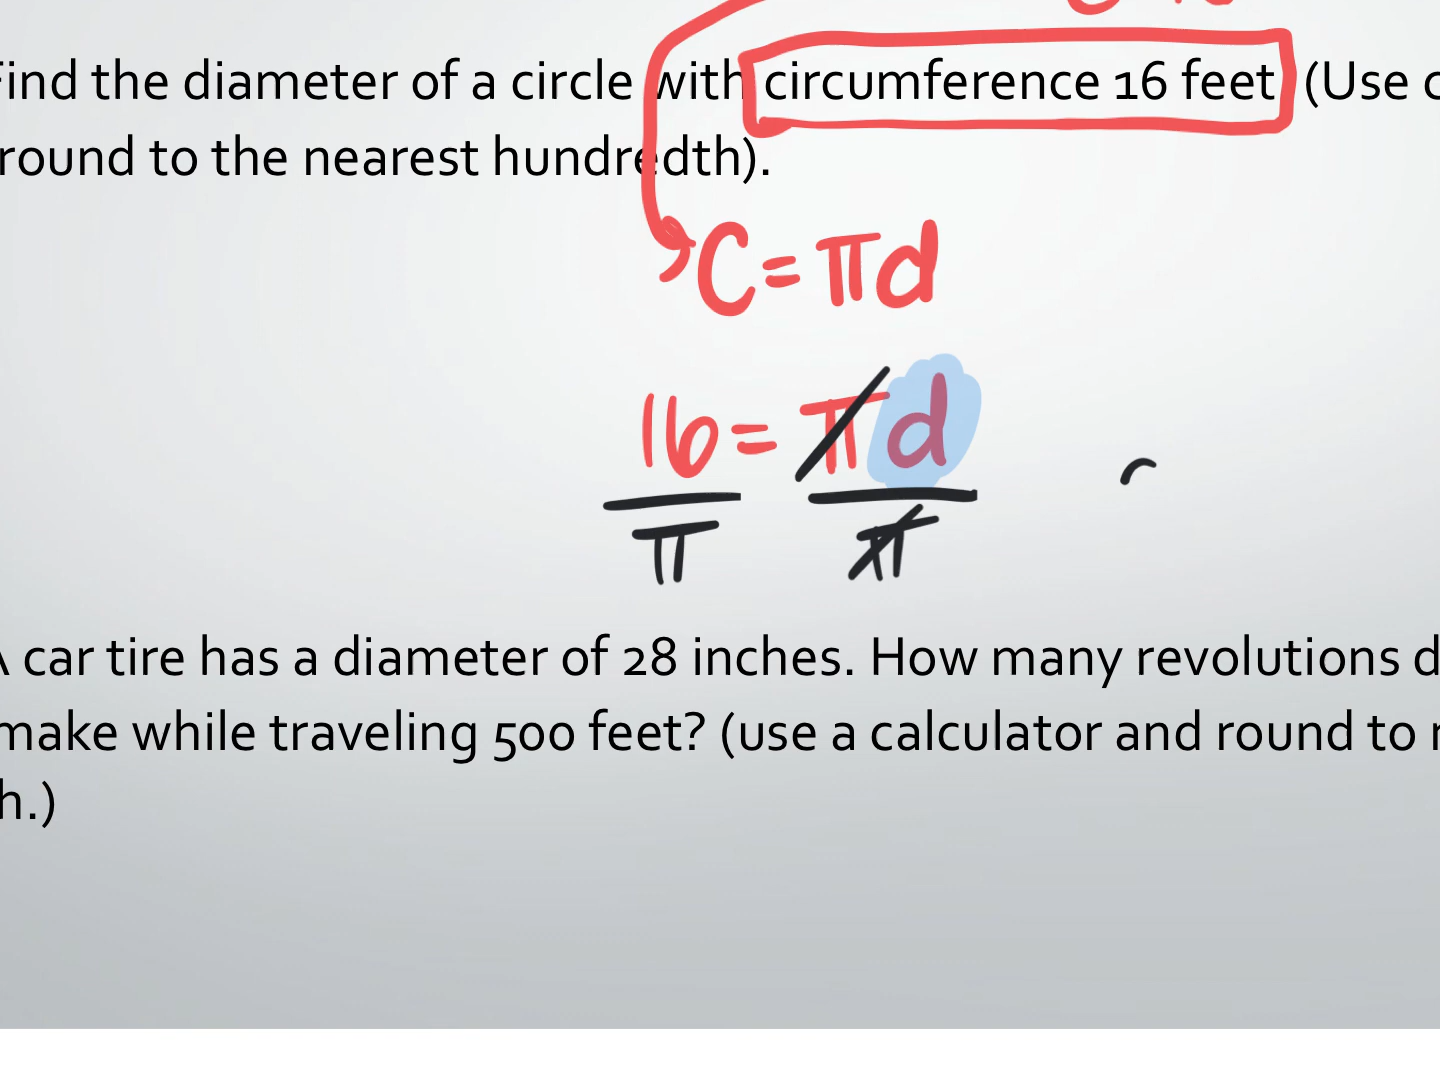 Find the diameter of a circle with circumference 16 feet (Use
round to the nearest hundredth).
C = πd
16 = πd
π π
A car tire has a diameter of 28 inches. How many revolutions
make while traveling 500 feet? (use a calculator and round to
h.)